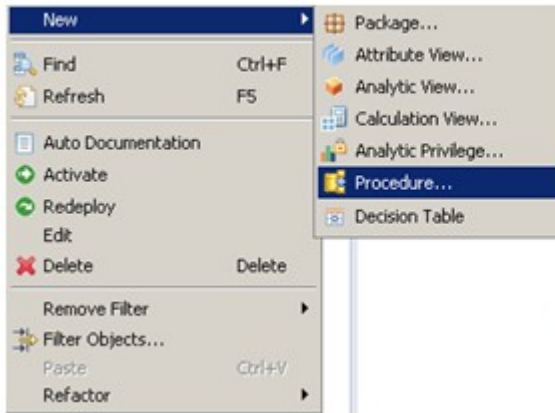 New
Find Ctrl+F
Refresh F5
Auto Documentation
Activate
Redeploy
Edit
Delete Delete
Remove Filter
Filter Objects...
Paste Ctrl+V
Refactor
Package...
Attribute View...
Analytic View...
Calculation View...
Analytic Privilege...
Procedure...
Decision Table